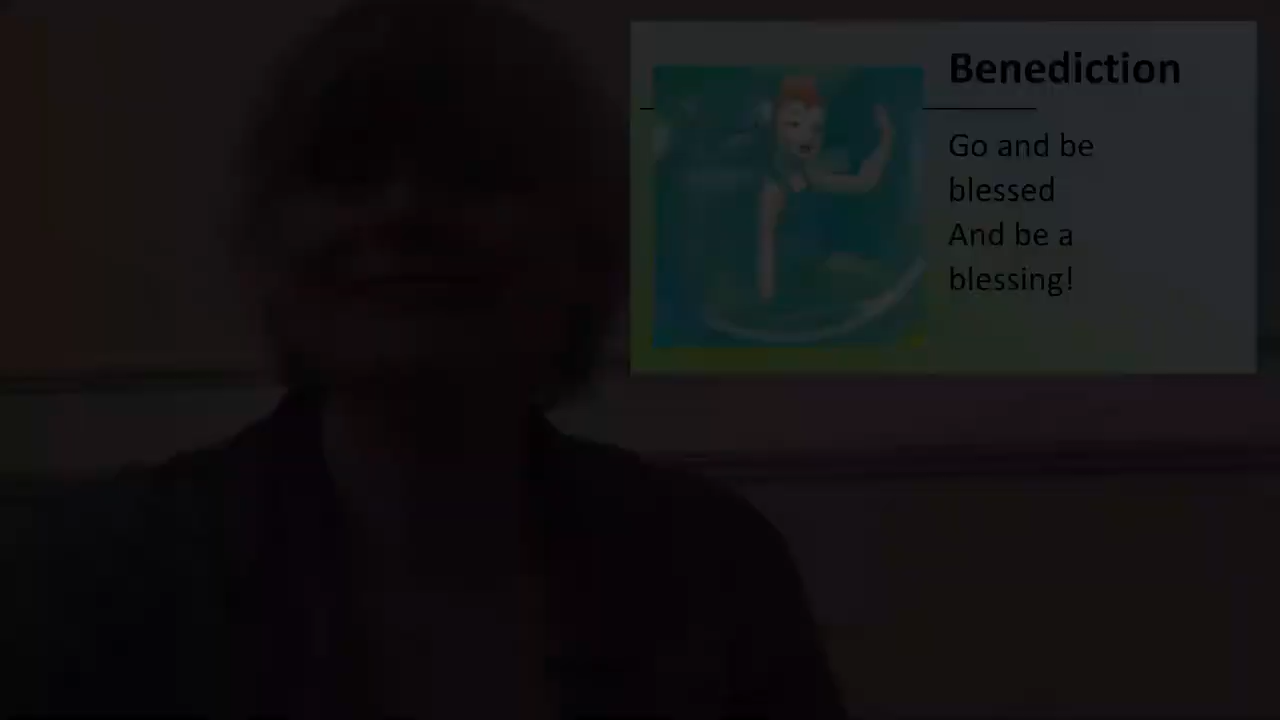 Benediction
Go and be
blessed
And be a
blessing!